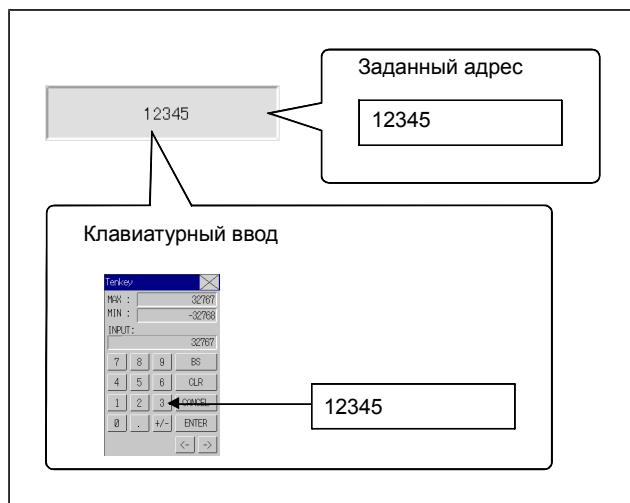 Заданный адрес
12345
12345
Клавиатурный ввод
Tenkey
MAX : 32767
MIN : -32768
INPUT:
32767
7 8 9 BS
4 5 6 CLR
1 2 3 CANCEL
0 . +/- ENTER
<- ->
12345